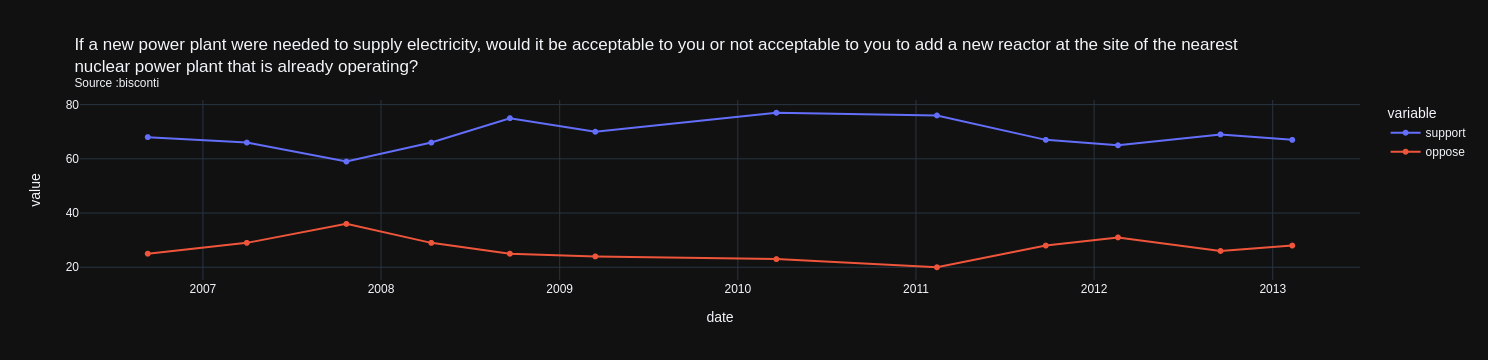 If a new power plant were needed to supply electricity, would it be acceptable to you or not acceptable to you to add a new reactor at the site of the nearest
nuclear power plant that is already operating?
Source :bisconti
80
60
40
20
value
2007 2008 2009 2010 2011 2012 2013
date
variable
support
oppose